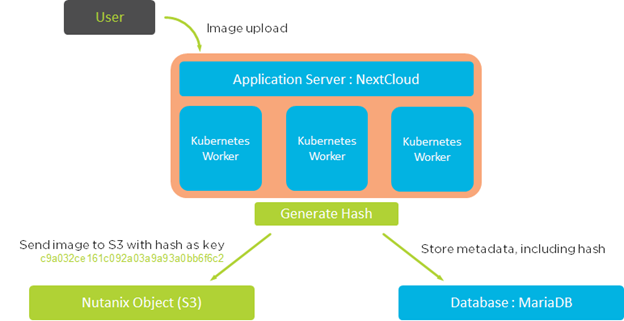 User
Image upload
Application Server : NextCloud
Kubernetes
Worker
Kubernetes
Worker
Kubernetes
Worker
Generate Hash
Send image to S3 with hash as key
c9a032ce161c092a03a9a93a0bb6f6c2
Store metadata, including hash
Nutanix Object (S3)
Database : MariaDB